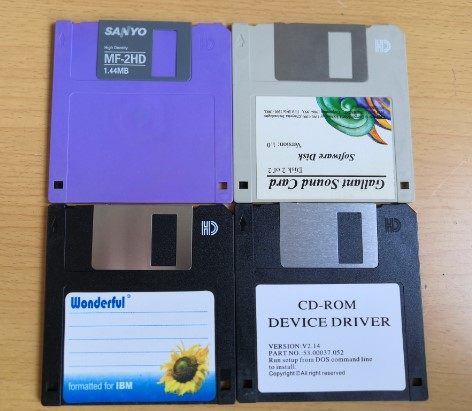 SANYO
High Density
MF-2HD
1.44MB
HD
HD
Gallant Sound Card
Disk 2 of 2
Software Disk
Version: 1.0
HD
Wonderful
formatted for IBM
HD
CD-ROM
DEVICE DRIVER
VERSION V2.14
PART NO. 53.00037.052
Run setup from DOS command line
to install.
Copyright © All right reserved